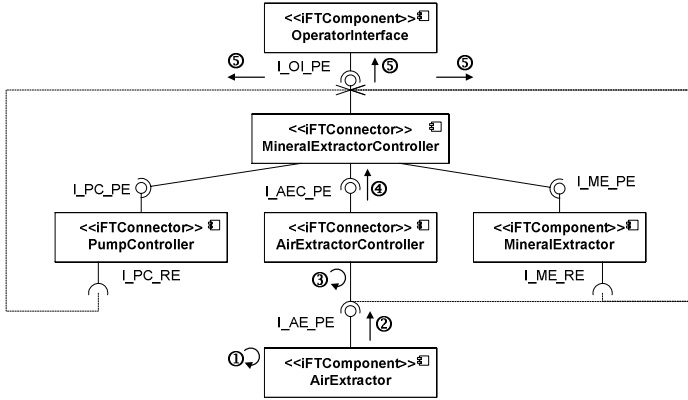 <<iFTComponent>>
OperatorInterface
⑤
I_OI_PE
⑤
⑤
<<iFTConnector>>
MineralExtractorController
I_PC_PE
I_AEC_PE
④
I_ME_PE
<<iFTConnector>>
PumpController
<<iFTConnector>>
AirExtractorController
<<iFTComponent>>
MineralExtractor
I_PC_RE
③
I_ME_RE
I_AE_PE
②
①
<<iFTComponent>>
AirExtractor